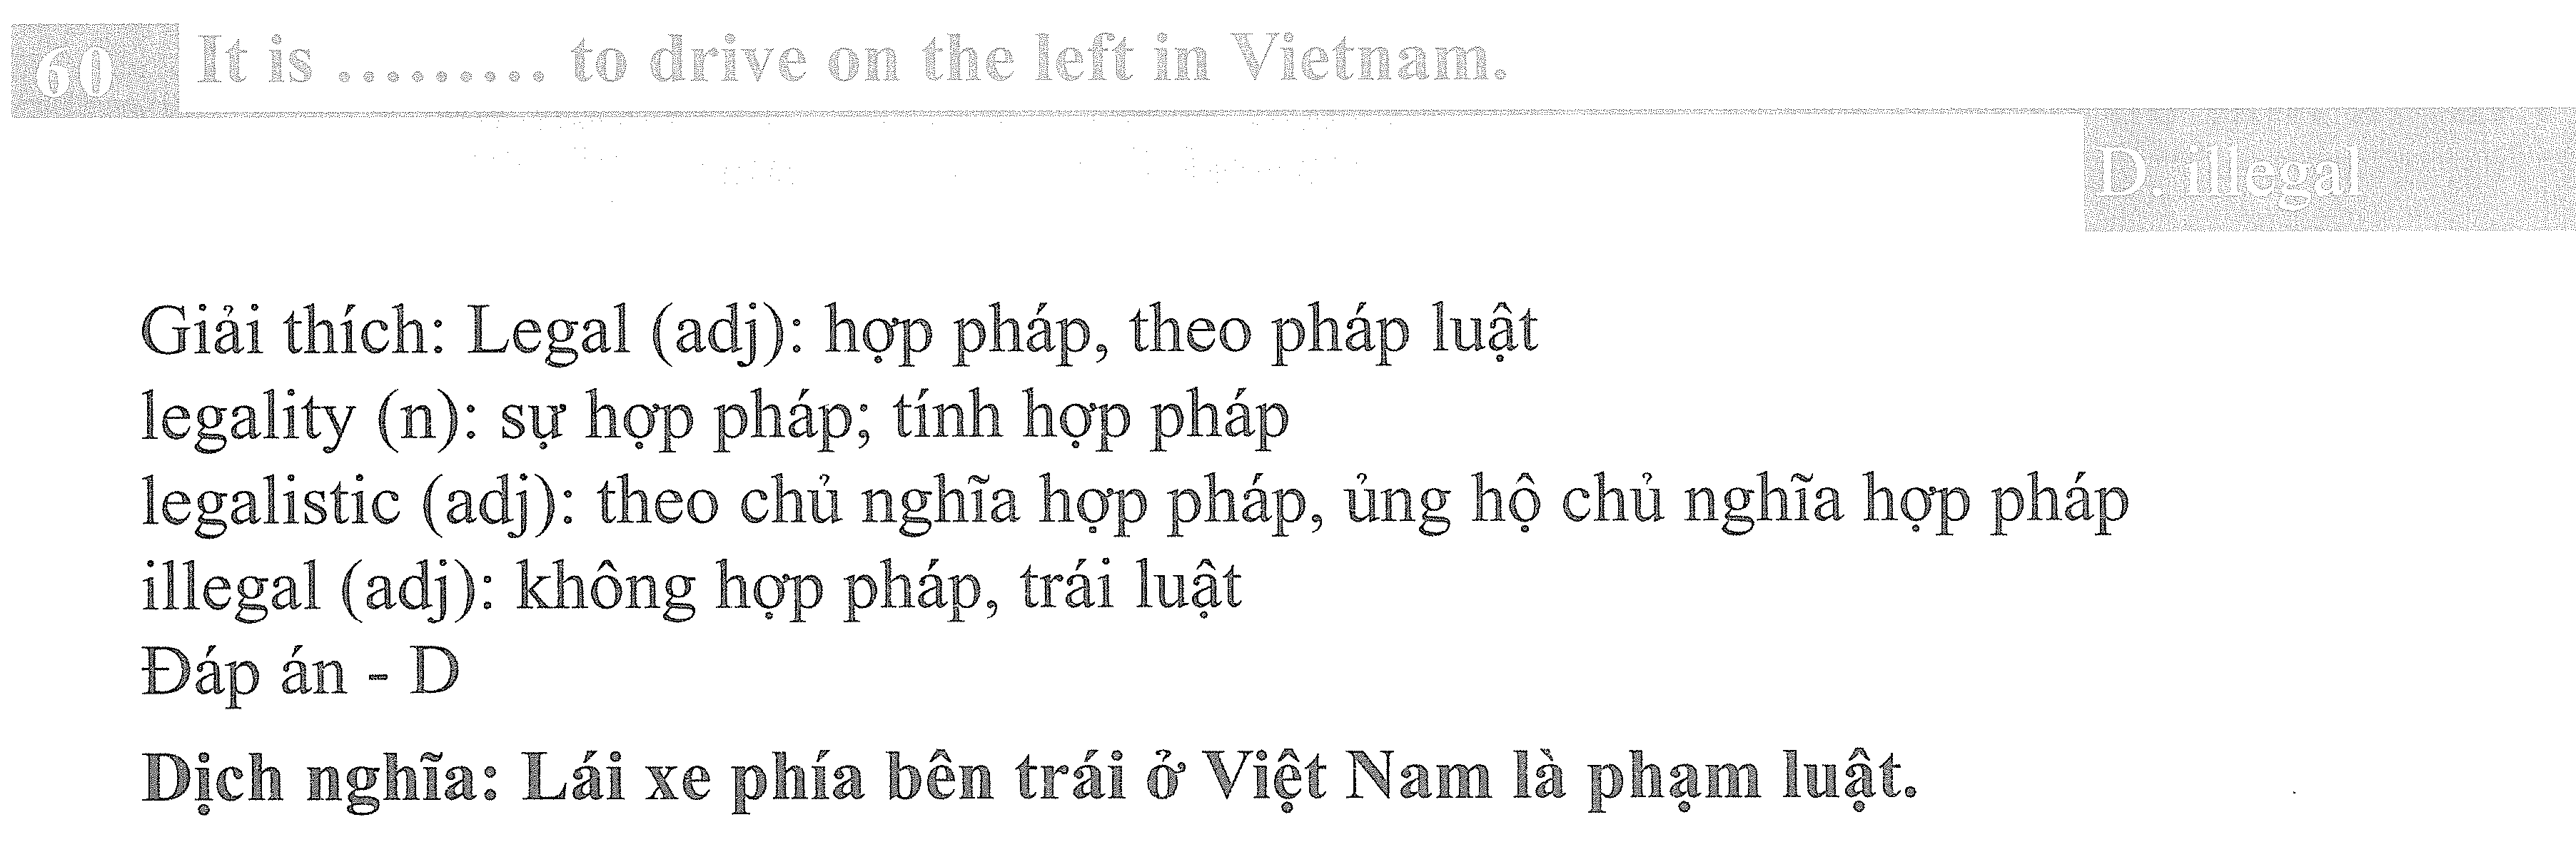 60 It is ......... to drive on the left in Vietnam.
D. illegal
Giải thích: Legal (adj): hợp pháp, theo pháp luật
legality (n): sự hợp pháp; tính hợp pháp
legalistic (adj): theo chủ nghĩa hợp pháp, ủng hộ chủ nghĩa hợp pháp
illegal (adj): không hợp pháp, trái luật
Đáp án - D
Dịch nghĩa: Lái xe phía bên trái ở Việt Nam là phạm luật.